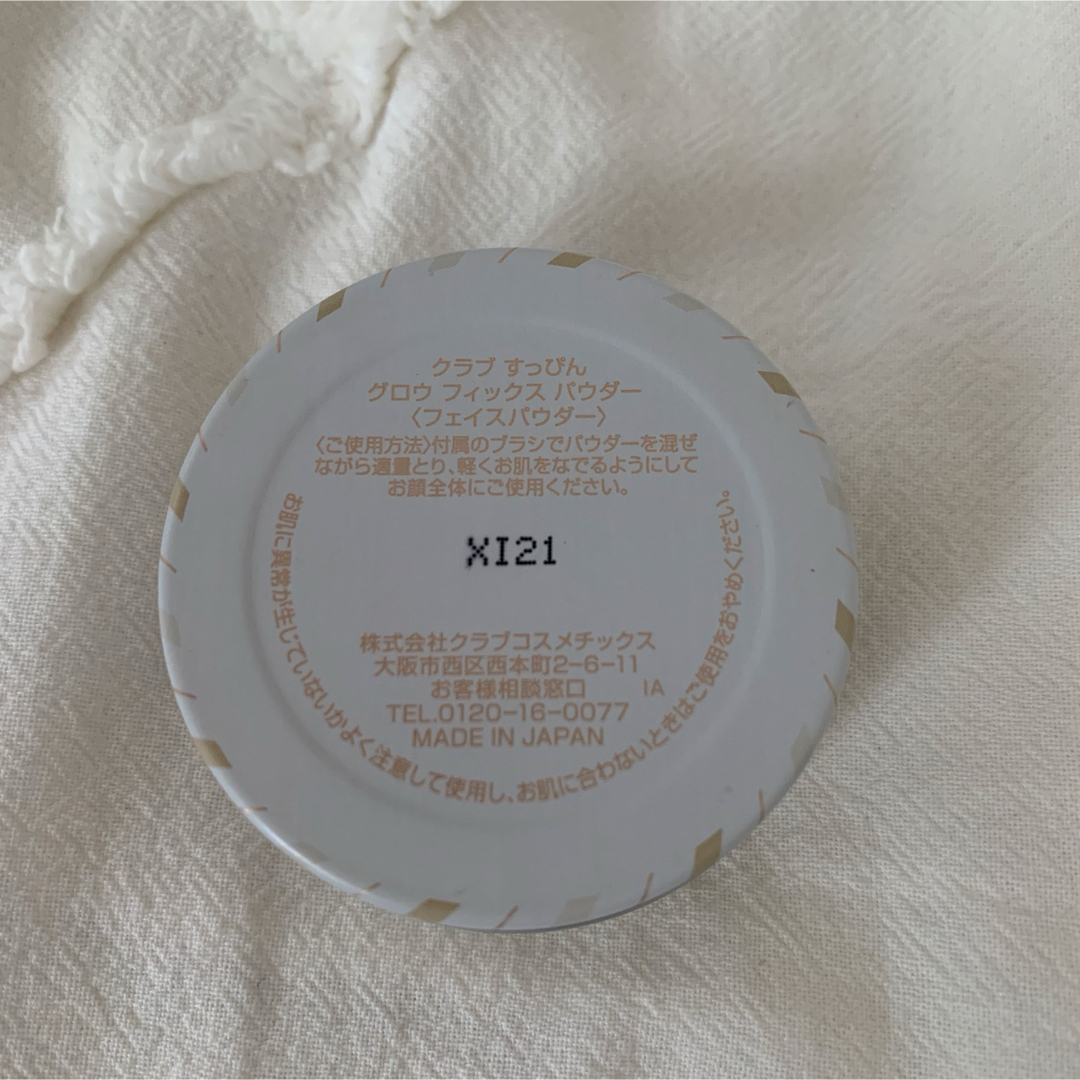 クラブ すっぴん
グロウ フィックス パウダー
〈フェイスパウダー〉
〈ご使用方法〉付属のブラシでパウダーを混ぜ
ながら適量とり、軽くお肌をなでるようにして
お顔全体にご使用ください。
XI21
株式会社クラブコスメチックス
大阪市西区西本町2-6-11
お客様相談窓口 IA
TEL.0120-16-0077
MADE IN JAPAN
お肌に異常が生じていないかよく注意して使用し、お肌に合わないときはご使用をおやめください。